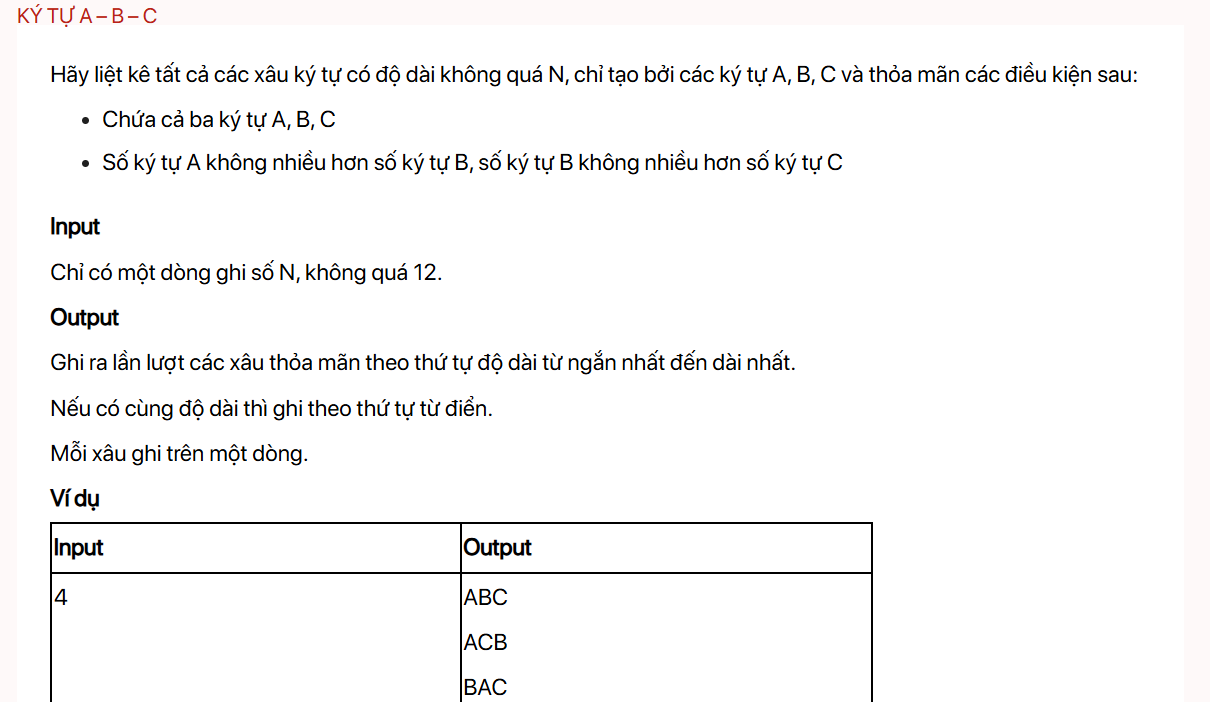 KÝ TỰ A – B – C
Hãy liệt kê tất cả các xâu ký tự có độ dài không quá N, chỉ tạo bởi các ký tự A, B, C và thỏa mãn các điều kiện sau:
• Chứa cả ba ký tự A, B, C
• Số ký tự A không nhiều hơn số ký tự B, số ký tự B không nhiều hơn số ký tự C
Input
Chỉ có một dòng ghi số N, không quá 12.
Output
Ghi ra lần lượt các xâu thỏa mãn theo thứ tự độ dài từ ngắn nhất đến dài nhất.
Nếu có cùng độ dài thì ghi theo thứ tự từ điển.
Mỗi xâu ghi trên một dòng.
Ví dụ
Input Output
4 ABC
ACB
BAC